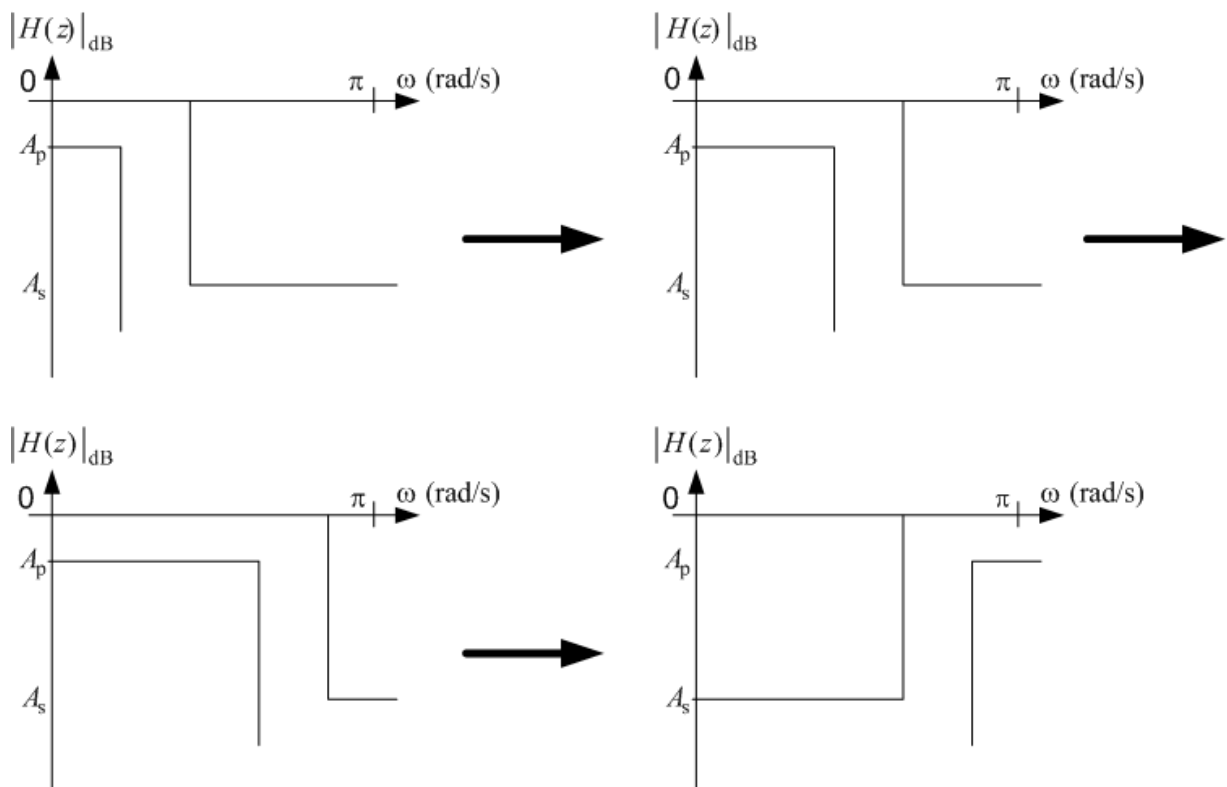 |H(z)|dB
0
π ω (rad/s)
Ap
As
|H(z)|dB
0
π ω (rad/s)
Ap
As
|H(z)|dB
0
π ω (rad/s)
Ap
As
|H(z)|dB
0
π ω (rad/s)
Ap
As